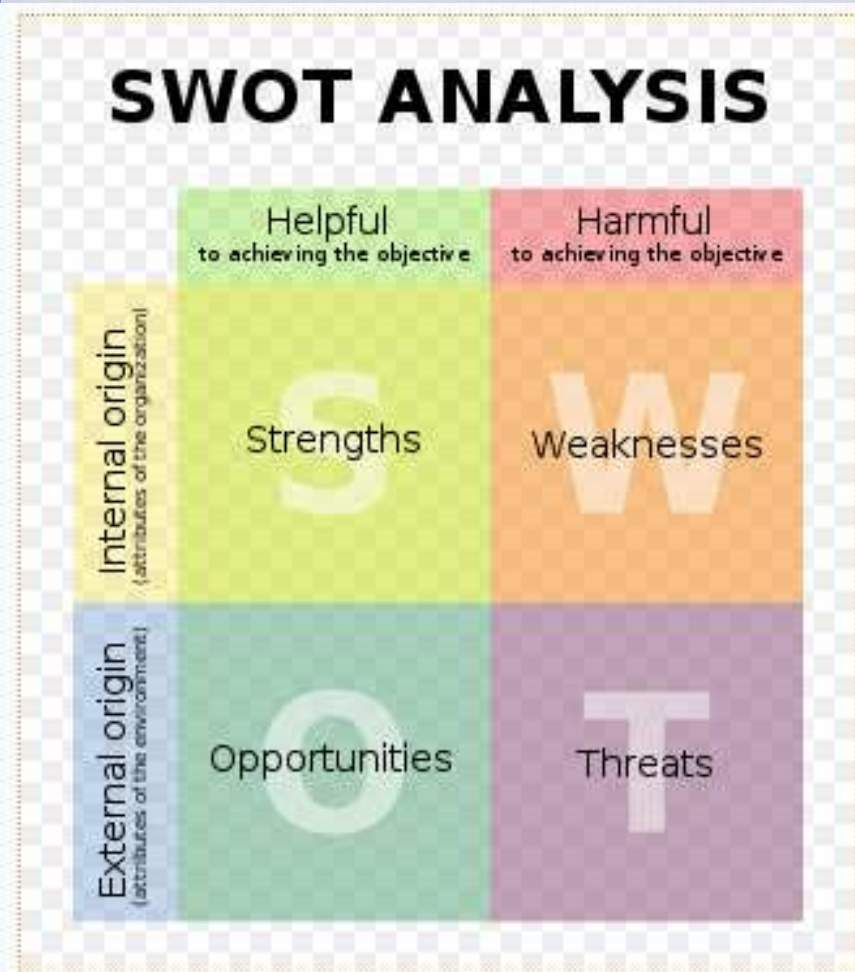 SWOT ANALYSIS
Helpful
to achieving the objective
Harmful
to achieving the objective
Internal origin
(attributes of the organization)
S
Strengths
W
Weaknesses
External origin
(attributes of the environment)
O
Opportunities
T
Threats